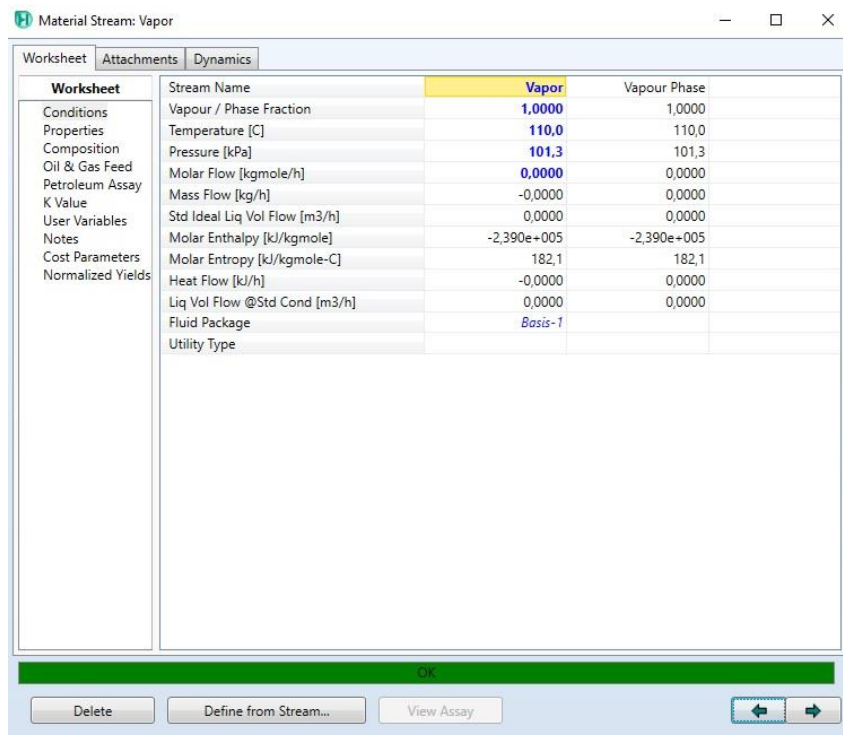 Material Stream: Vapor
Worksheet Attachments Dynamics
Worksheet
Conditions
Properties
Composition
Oil & Gas Feed
Petroleum Assay
K Value
User Variables
Notes
Cost Parameters
Normalized Yields
Stream Name Vapor Vapour Phase
Vapour / Phase Fraction 1,0000 1,0000
Temperature [C] 110,0 110,0
Pressure [kPa] 101,3 101,3
Molar Flow [kgmole/h] 0,0000 0,0000
Mass Flow [kg/h] -0,0000 0,0000
Std Ideal Liq Vol Flow [m3/h] 0,0000 0,0000
Molar Enthalpy [kJ/kgmole] -2,390e+005 -2,390e+005
Molar Entropy [kJ/kgmole-C] 182,1 182,1
Heat Flow [kJ/h] -0,0000 0,0000
Liq Vol Flow @Std Cond [m3/h] 0,0000 0,0000
Fluid Package Basis-1
Utility Type
OK
Delete Define from Stream... View Assay